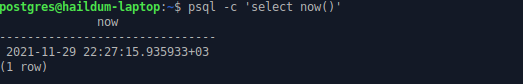 postgres@haildum-laptop:~$ psql -c 'select now()'
now
-------------------------------
2021-11-29 22:27:15.935933+03
(1 row)